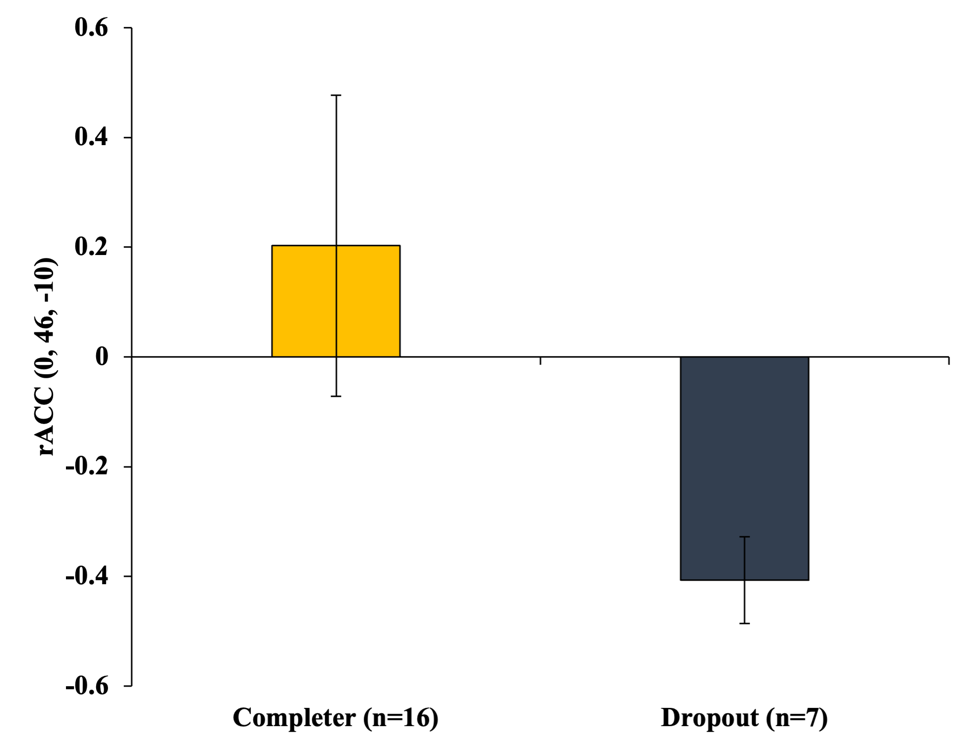 0.6
0.4
0.2
0
-0.2
-0.4
-0.6
rACC (0, 46, -10)
Completer (n=16)
Dropout (n=7)